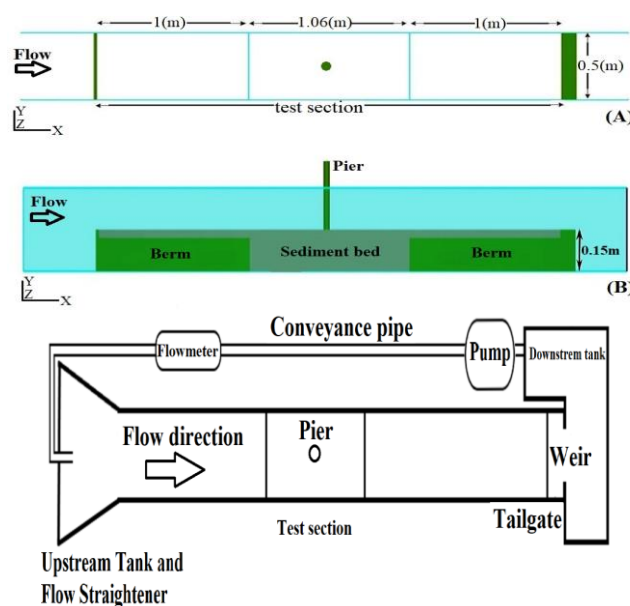 1(m) 1.06(m) 1(m)
Flow
0.5(m)
test section
Y
Z X
(A)
Pier
Flow
Berm Sediment bed Berm
0.15m
Y
Z X
(B)
Conveyance pipe
Flowmeter
Pump
Downstrem tank
Flow direction
Pier
Weir
Test section
Tailgate
Upstream Tank and
Flow Straightener